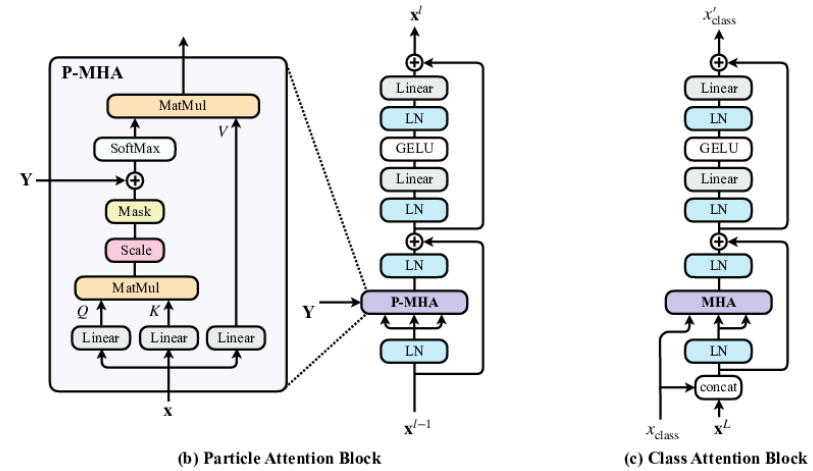 P-MHA
MatMul
V
SoftMax
Y
Mask
Scale
MatMul
Q
K
Linear
Linear
Linear
x
x^l
Linear
LN
GELU
Linear
LN
LN
P-MHA
Y
LN
x^{l−1}
(b) Particle Attention Block
x'_class
Linear
LN
GELU
Linear
LN
LN
MHA
LN
concat
x_class
x^L
(c) Class Attention Block